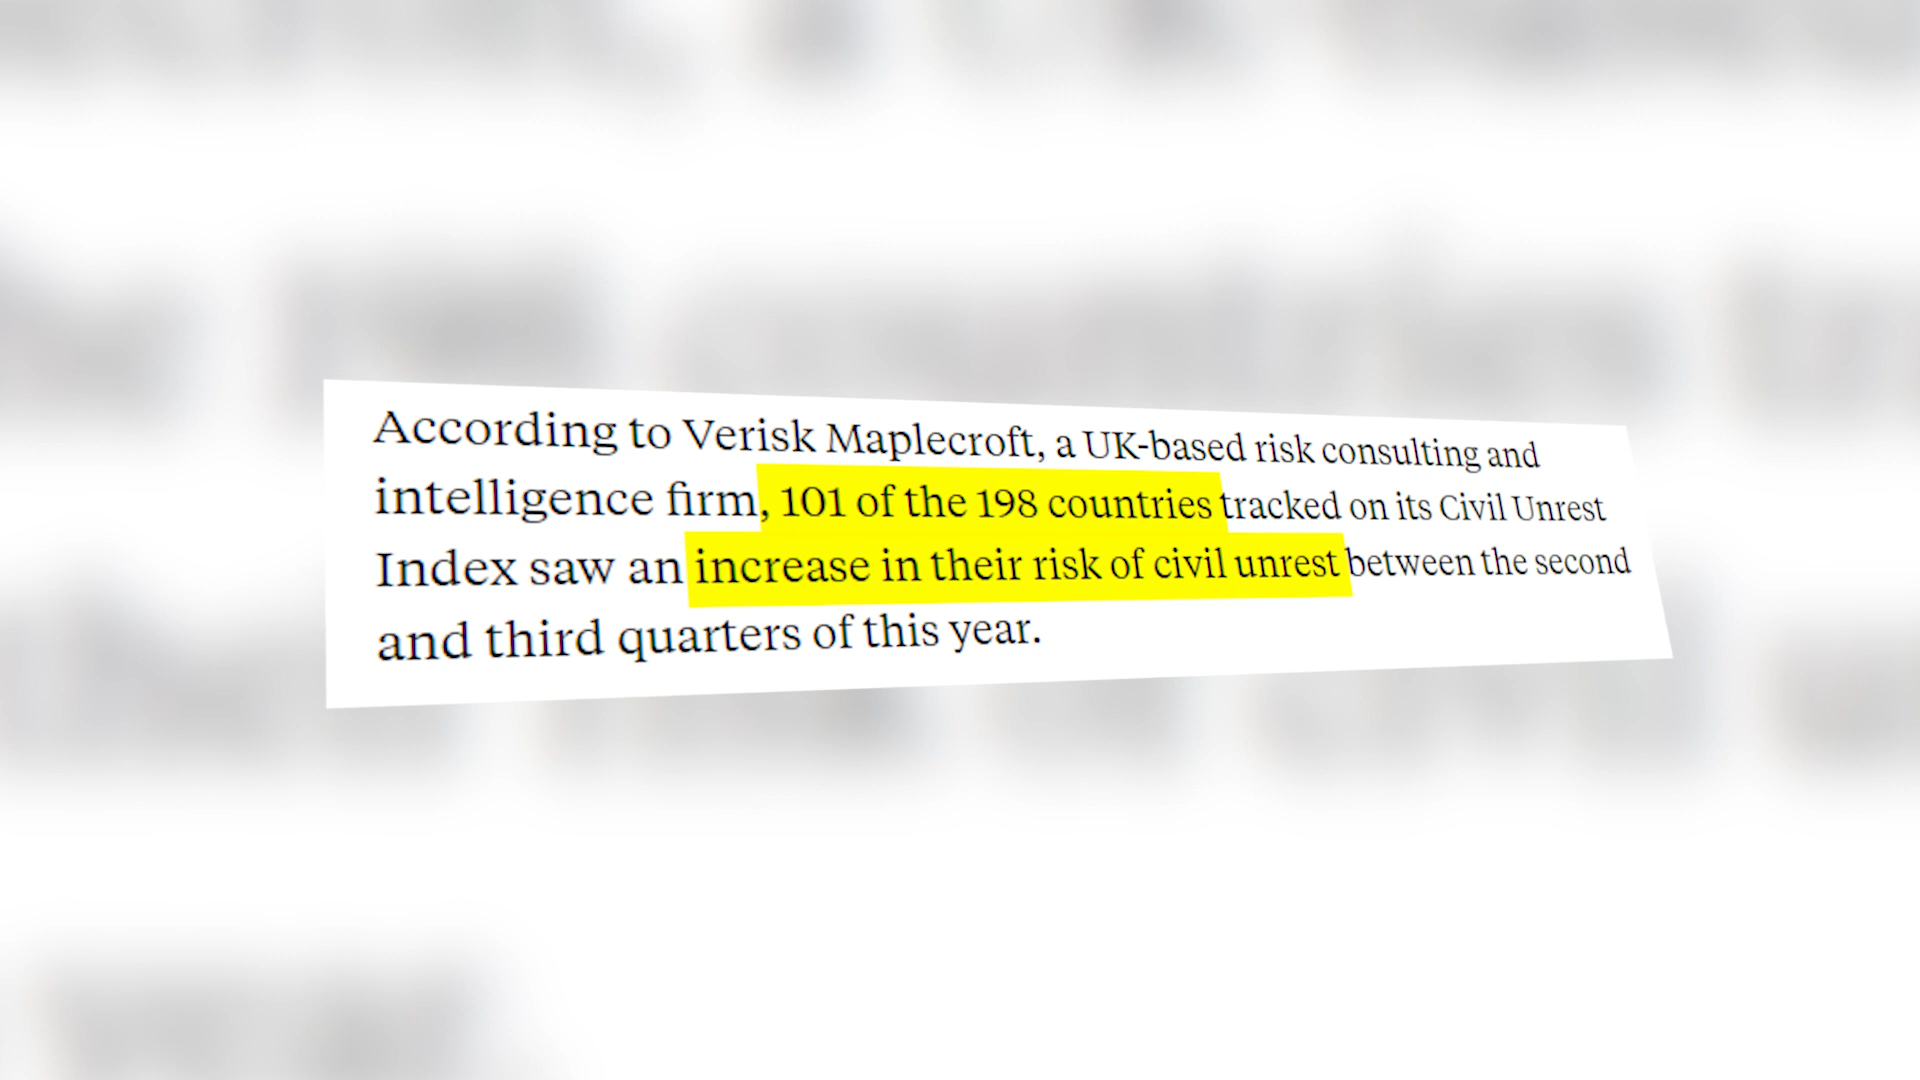 According to Verisk Maplecroft, a UK-based risk consulting and
intelligence firm, 101 of the 198 countries tracked on its Civil Unrest
Index saw an increase in their risk of civil unrest between the second
and third quarters of this year.